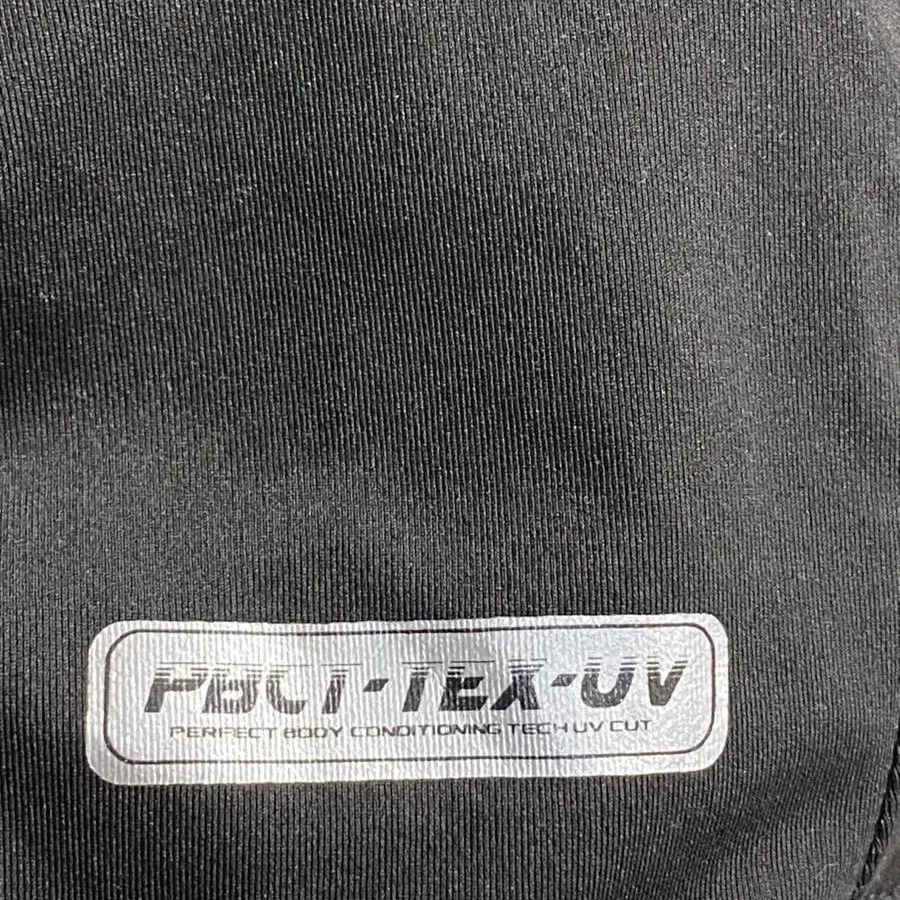 PBCT-TEX-UV
PERFECT BODY CONDITIONING TECH UV CUT